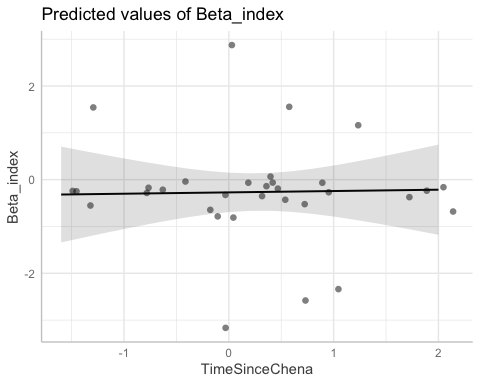 Predicted values of Beta_index
2
0
-2
Beta_index
-1
0
1
2
TimeSinceChena